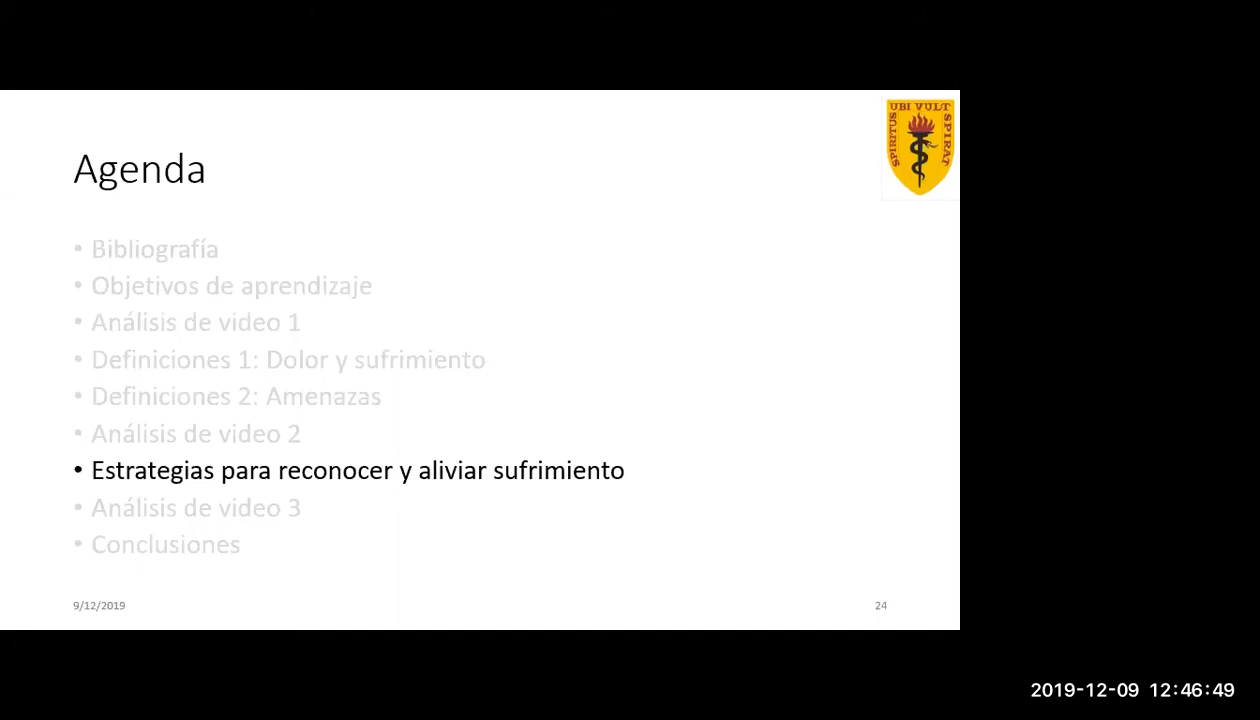 SPIRITUS UBI VULT SPIRAT
Agenda
• Bibliografía
• Objetivos de aprendizaje
• Análisis de video 1
• Definiciones 1: Dolor y sufrimiento
• Definiciones 2: Amenazas
• Análisis de video 2
• Estrategias para reconocer y aliviar sufrimiento
• Análisis de video 3
• Conclusiones
9/12/2019
24
2019-12-09 12:46:49